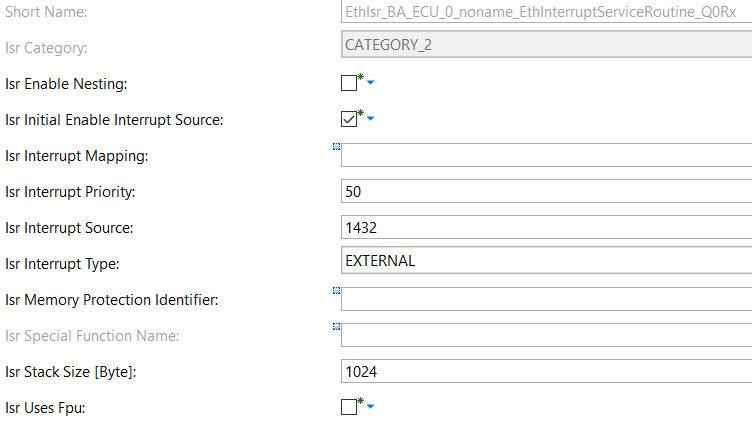 Short Name: EthIsr_BA_ECU_0_noname_EthInterruptServiceRoutine_Q0Rx
Isr Category: CATEGORY_2
Isr Enable Nesting:
Isr Initial Enable Interrupt Source:
Isr Interrupt Mapping:
Isr Interrupt Priority: 50
Isr Interrupt Source: 1432
Isr Interrupt Type: EXTERNAL
Isr Memory Protection Identifier:
Isr Special Function Name:
Isr Stack Size [Byte]: 1024
Isr Uses Fpu: